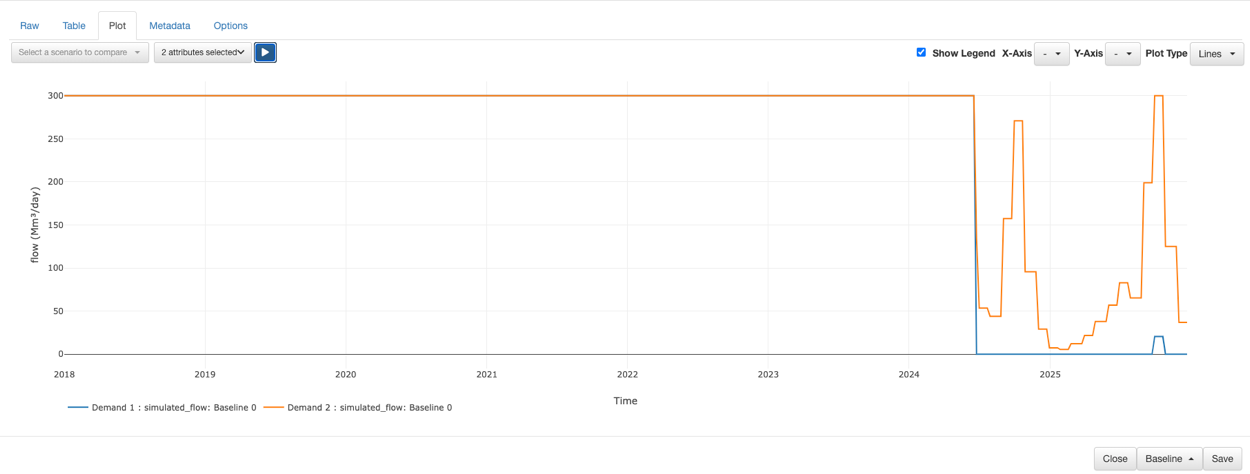 Raw Table Plot Metadata Options
Select a scenario to compare 2 attributes selected Show Legend X-Axis - Y-Axis - Plot Type Lines
300
250
200
150
100
50
0
flow (Mm³/day)
2018 2019 2020 2021 2022 2023 2024 2025
Time
Demand 1 : simulated_flow: Baseline 0 Demand 2 : simulated_flow: Baseline 0
Close Baseline Save